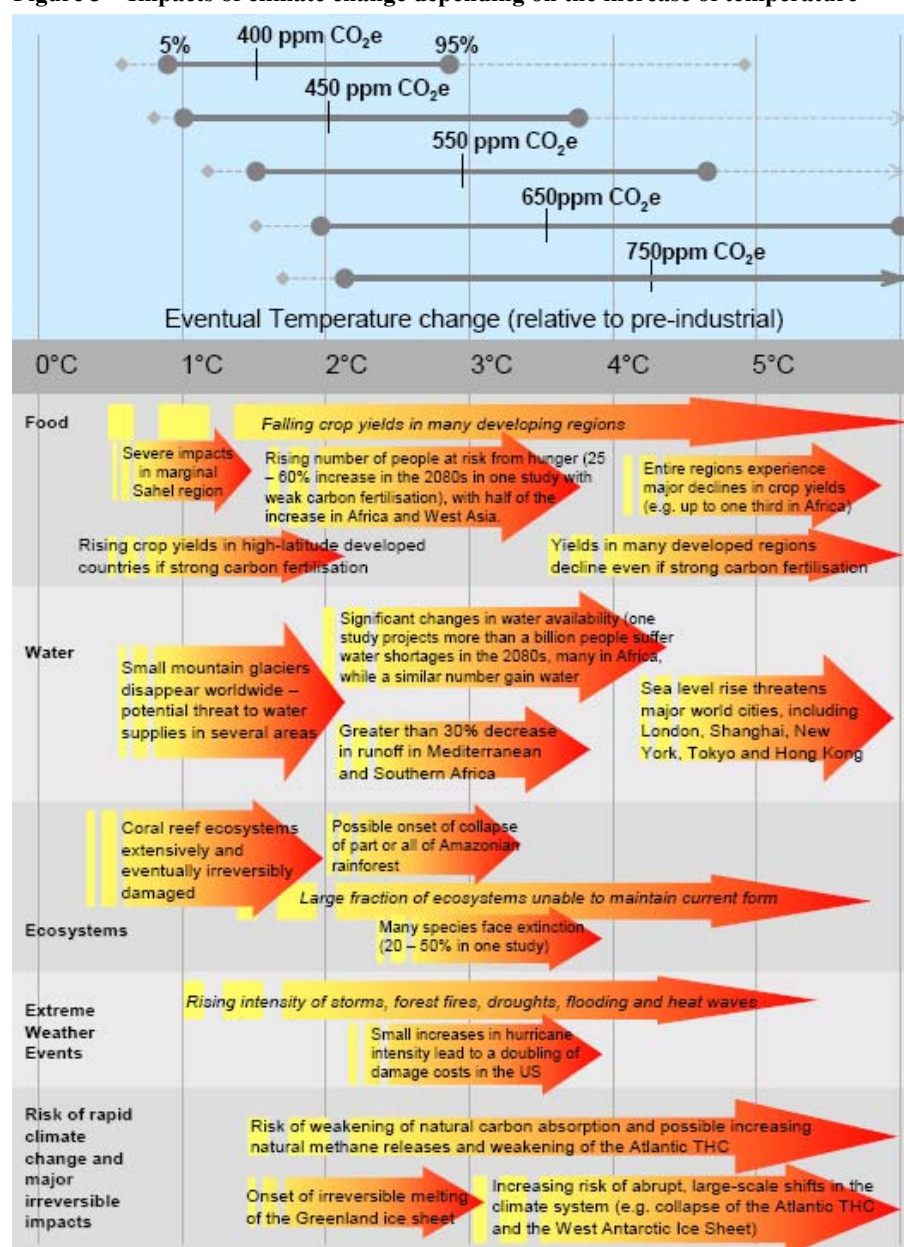 Figure 3 – Impacts of climate change depending on the increase of temperature
400 ppm CO2e
5%
95%
450 ppm CO2e
550 ppm CO2e
650ppm CO2e
750ppm CO2e
Eventual Temperature change (relative to pre-industrial)
0°C 1°C 2°C 3°C 4°C 5°C
Food
Falling crop yields in many developing regions
Severe impacts
in marginal
Sahel region
Rising number of people at risk from hunger (25
– 60% increase in the 2080s in one study with
weak carbon fertilisation), with half of the
increase in Africa and West Asia.
Entire regions experience
major declines in crop yields
(e.g. up to one third in Africa)
Rising crop yields in high-latitude developed
countries if strong carbon fertilisation
Yields in many developed regions
decline even if strong carbon fertilisation
Water
Small mountain glaciers
disappear worldwide –
potential threat to water
supplies in several areas
Significant changes in water availability (one
study projects more than a billion people suffer
water shortages in the 2080s, many in Africa,
while a similar number gain water
Greater than 30% decrease
in runoff in Mediterranean
and Southern Africa
Sea level rise threatens
major world cities, including
London, Shanghai, New
York, Tokyo and Hong Kong
Ecosystems
Coral reef ecosystems
extensively and
eventually irreversibly
damaged
Possible onset of collapse
of part or all of Amazonian
rainforest
Large fraction of ecosystems unable to maintain current form
Many species face extinction
(20 – 50% in one study)
Extreme
Weather
Events
Rising intensity of storms, forest fires, droughts, flooding and heat waves
Small increases in hurricane
intensity lead to a doubling of
damage costs in the US
Risk of rapid
climate
change and
major
irreversible
impacts
Risk of weakening of natural carbon absorption and possible increasing
natural methane releases and weakening of the Atlantic THC
Onset of irreversible melting
of the Greenland ice sheet
Increasing risk of abrupt, large-scale shifts in the
climate system (e.g. collapse of the Atlantic THC
and the West Antarctic Ice Sheet)